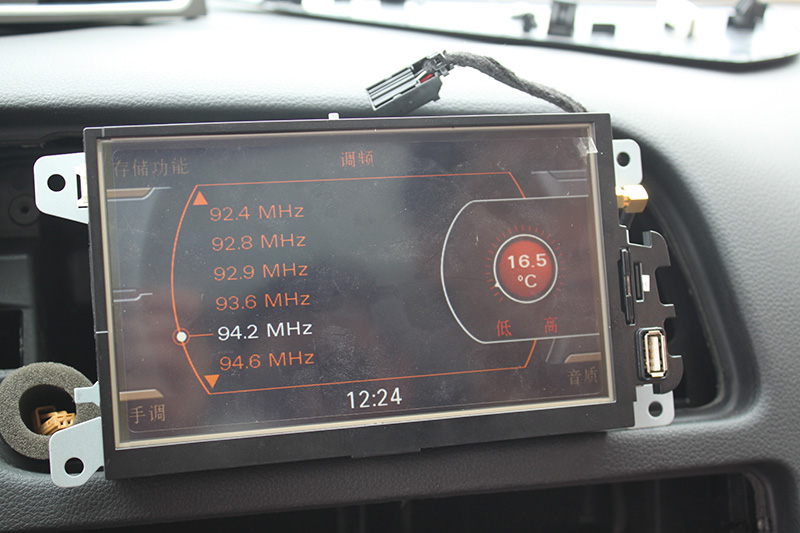 存储功能
调频
92.4 MHz
92.8 MHz
92.9 MHz
93.6 MHz
94.2 MHz
94.6 MHz
16.5
°C
低 高
手调
12:24
音质